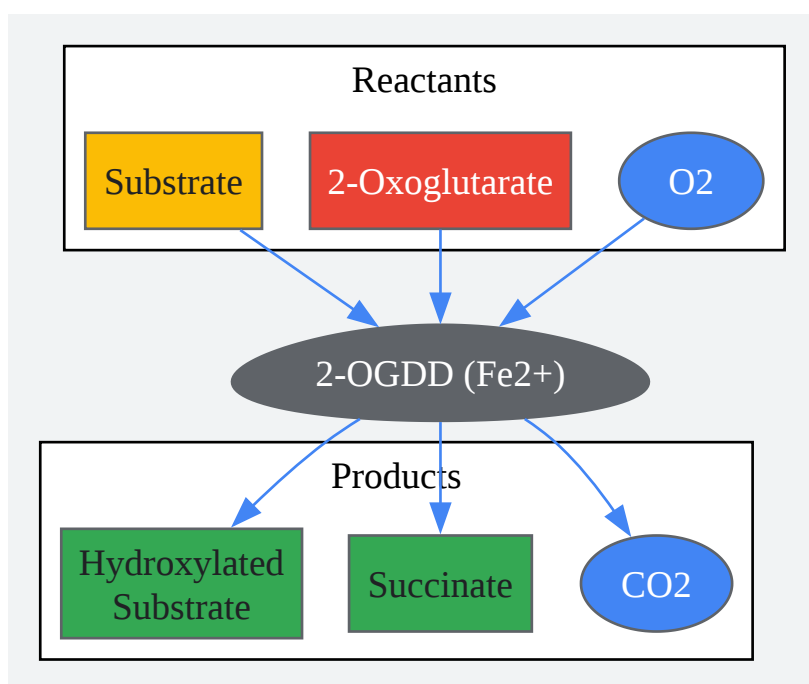 Reactants
Substrate
2-Oxoglutarate
O2
2-OGDD (Fe2+)
Products
Hydroxylated
Substrate
Succinate
CO2